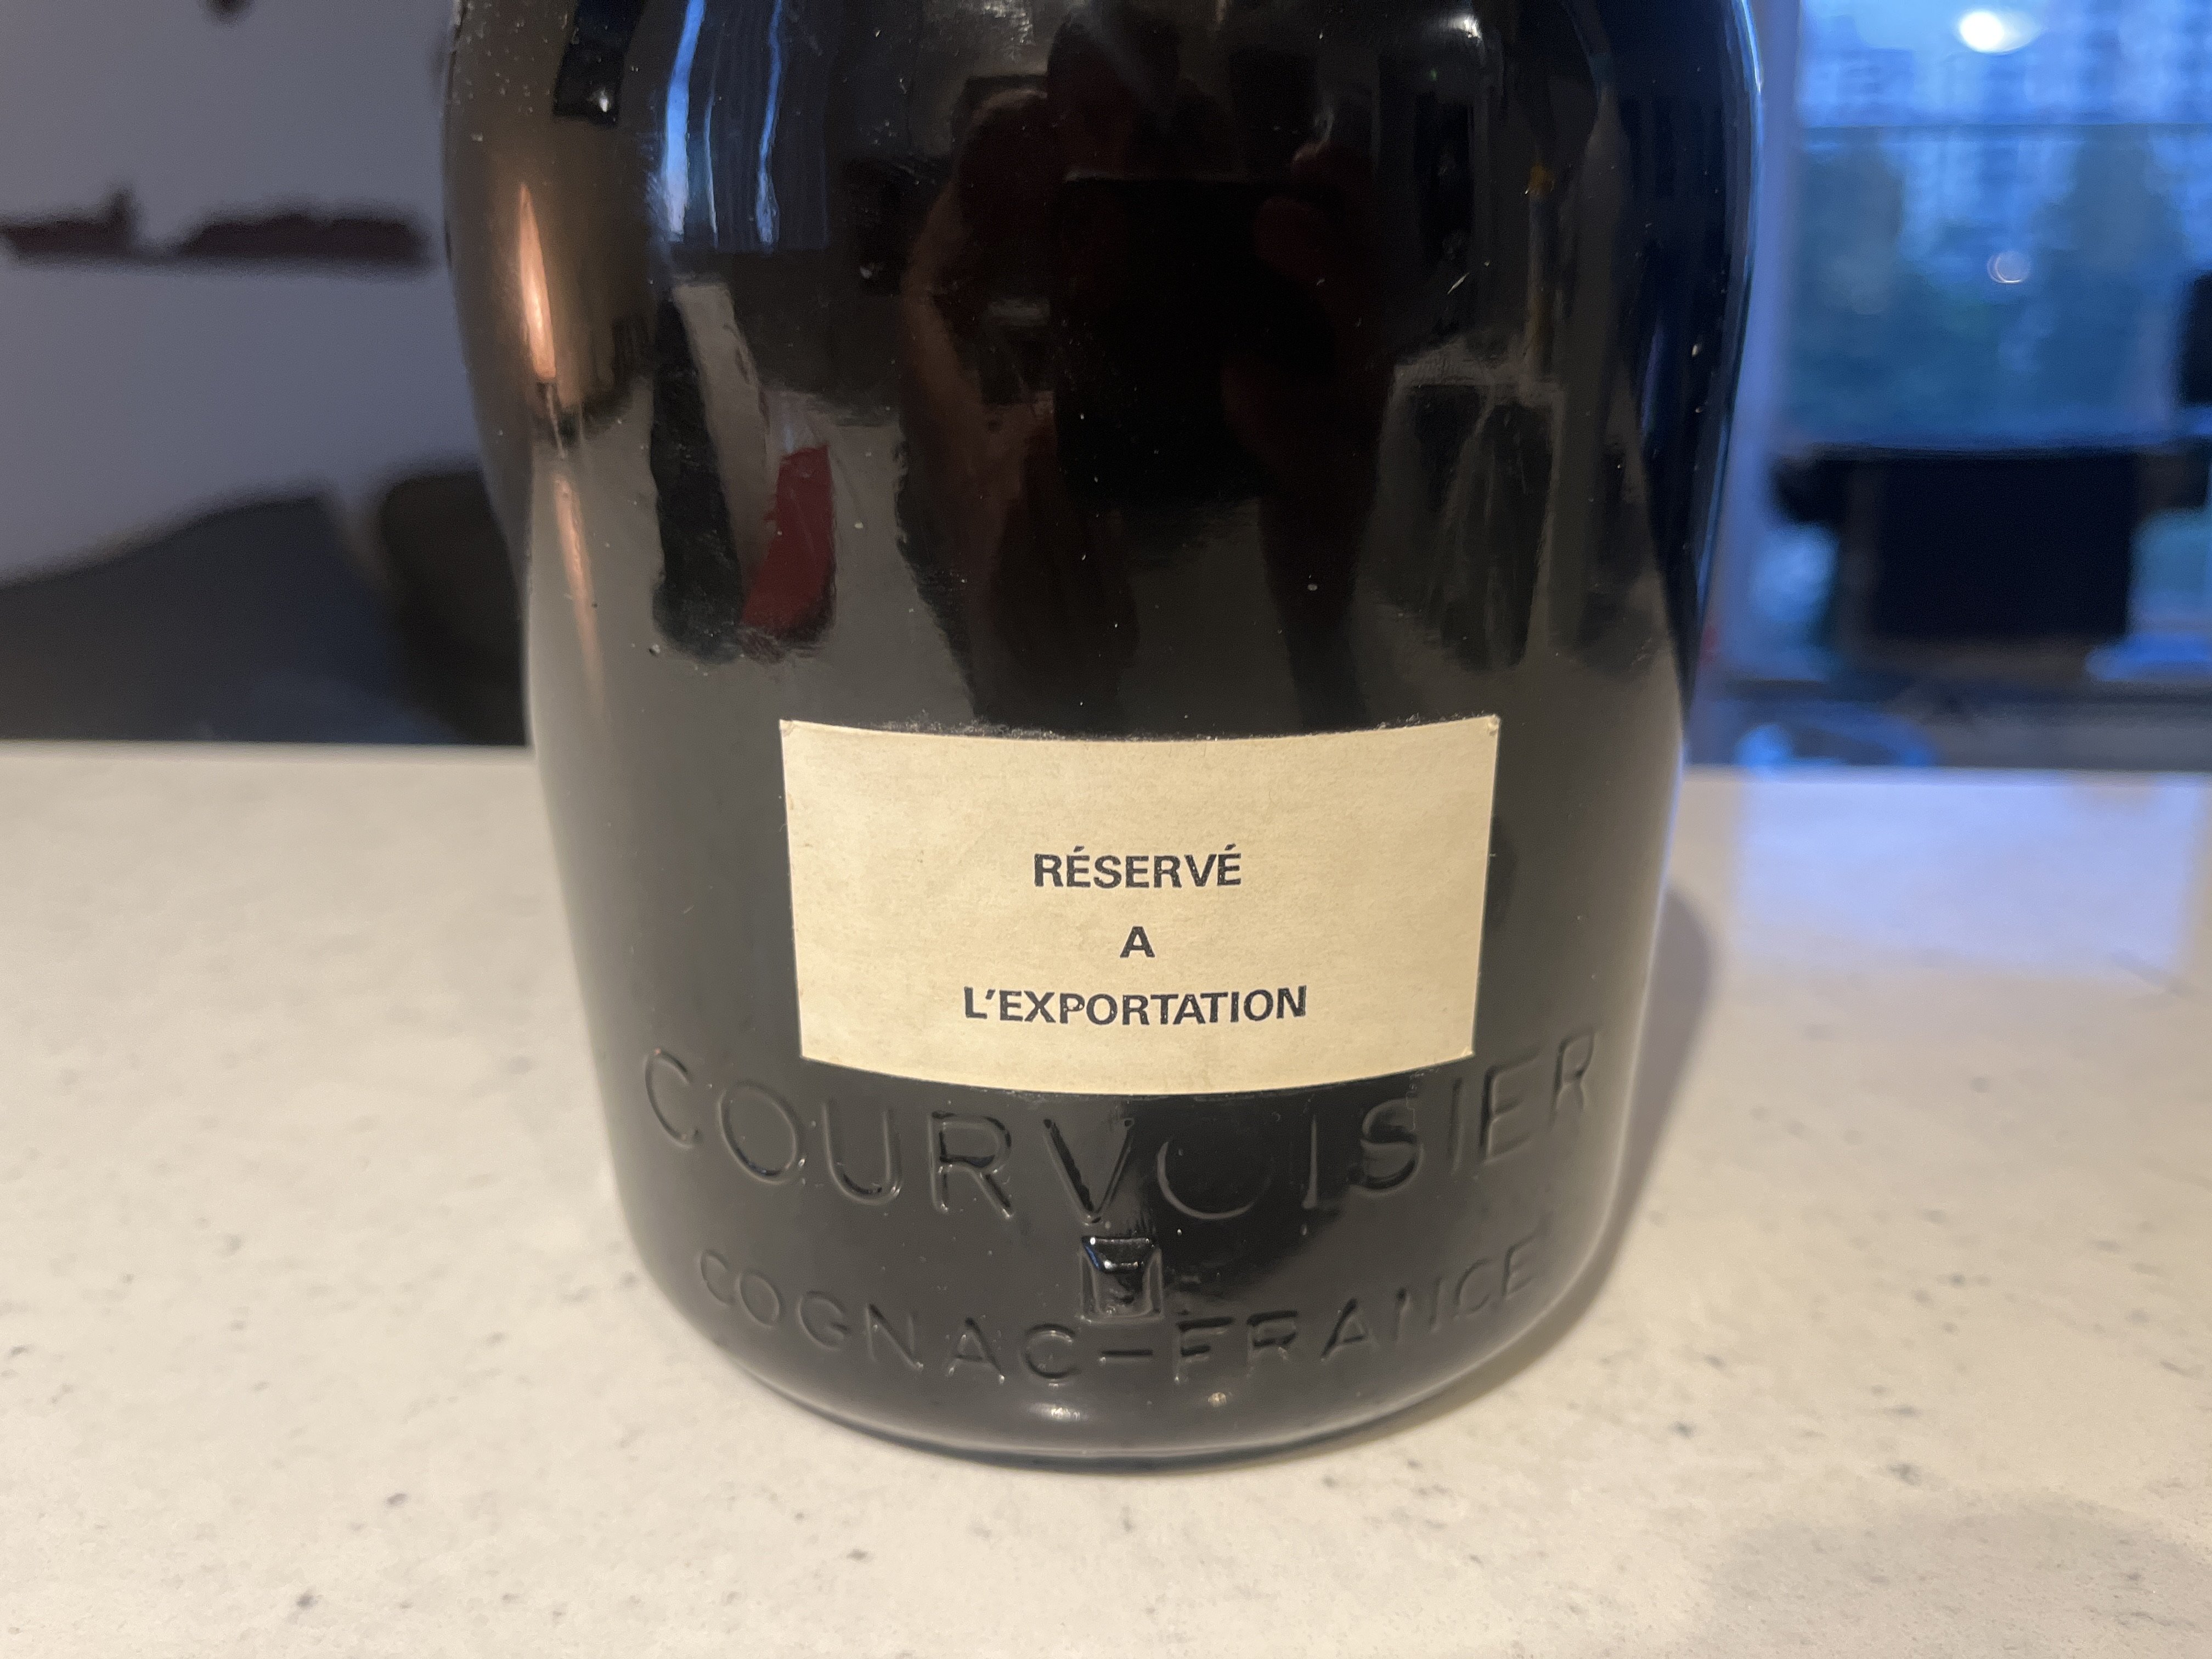 RÉSERVÉ
A
L'EXPORTATION
COURVOISIER
COGNAC-FRANCE